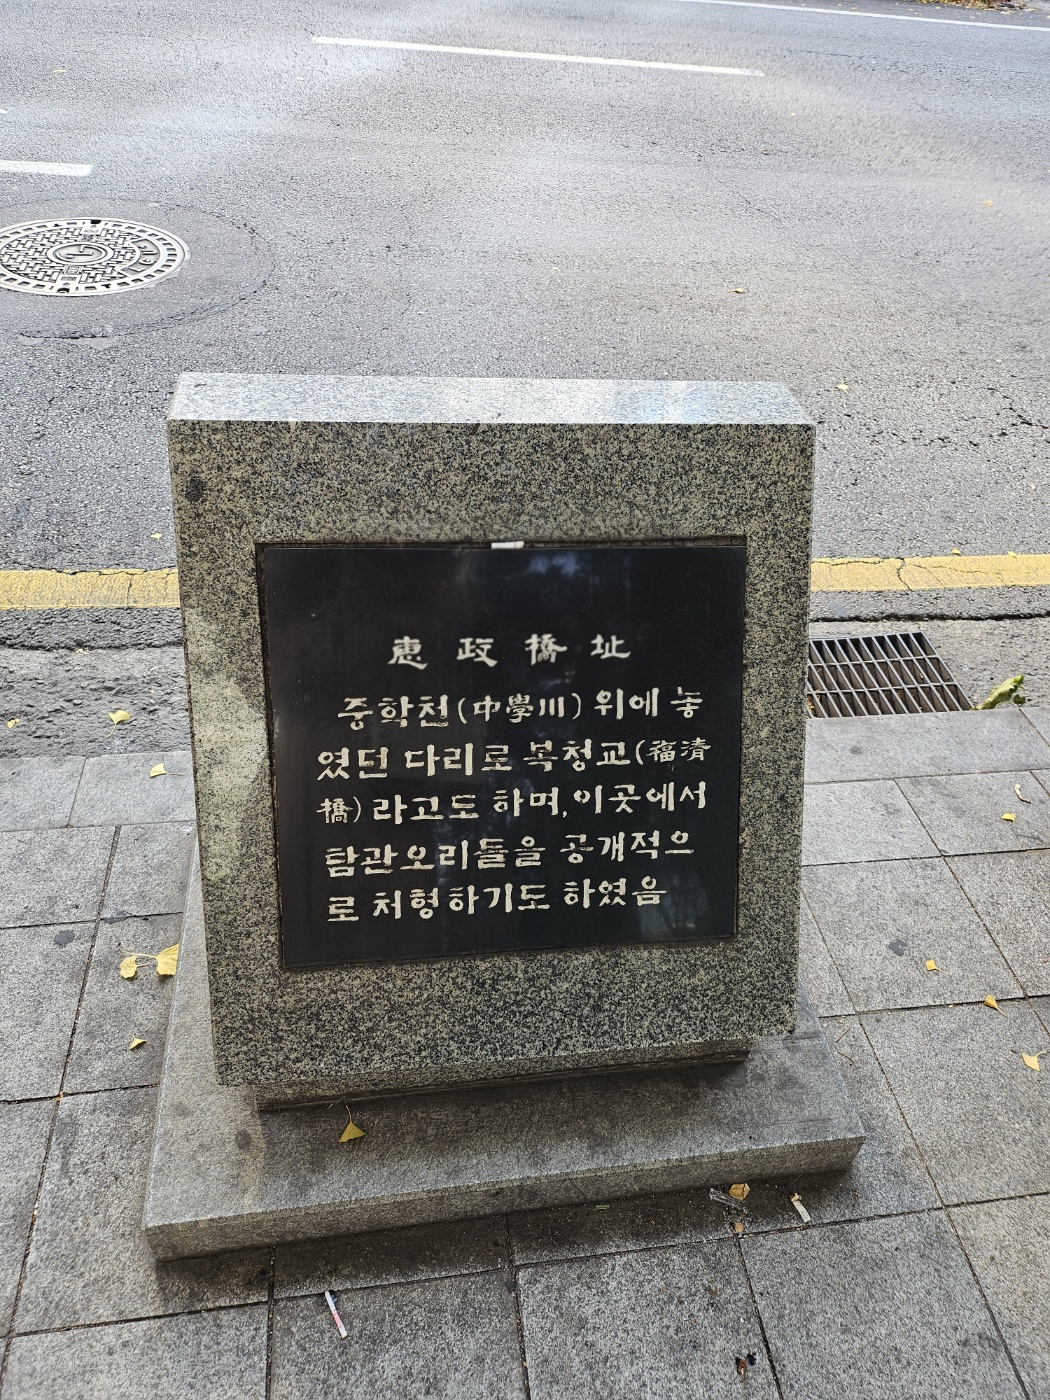 惠政橋址
중학천(中學川) 위에 놓
였던 다리로 복청교(福淸
橋)라고도 하며, 이곳에서
탐관오리들을 공개적으
로 처형하기도 하였음